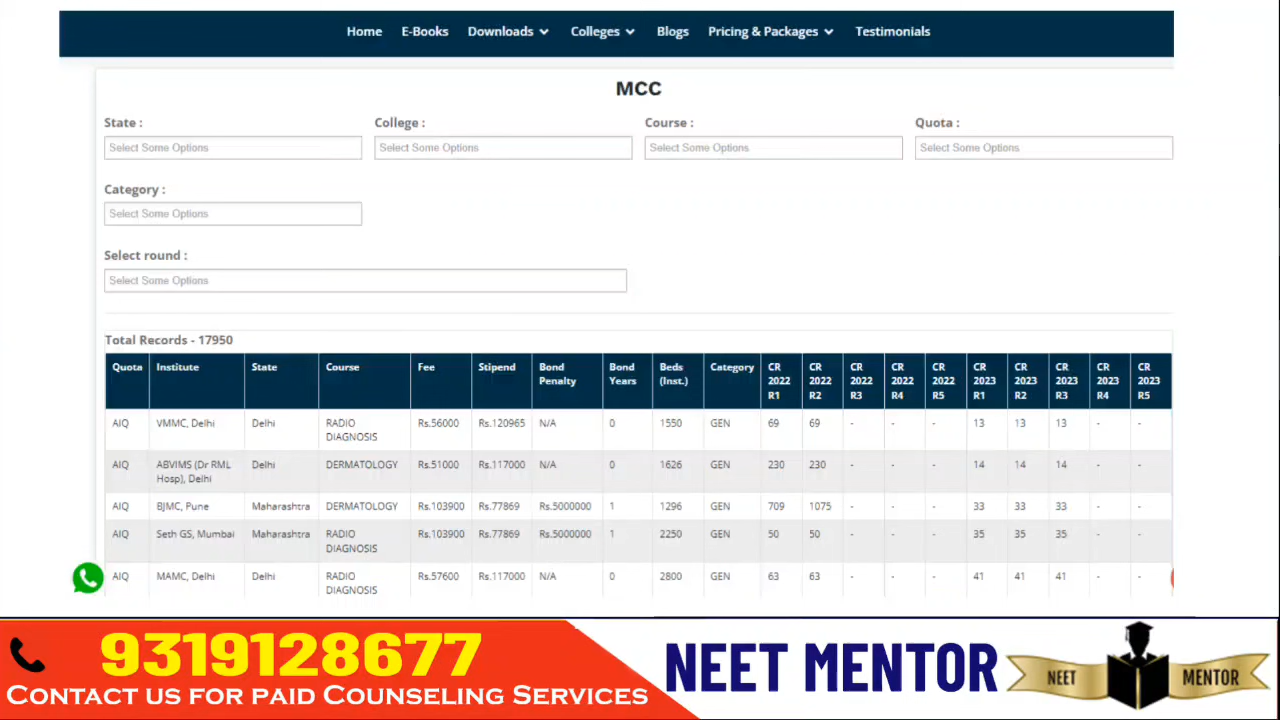 Home E-Books Downloads Colleges Blogs Pricing & Packages Testimonials
MCC
State : College : Course : Quota :
Select Some Options Select Some Options Select Some Options Select Some Options
Category :
Select Some Options
Select round :
Select Some Options
Total Records - 17950
Quota Institute State Course Fee Stipend Bond Penalty Bond Years Beds (Inst.) Category CR 2022 R1 CR 2022 R2 CR 2022 R3 CR 2022 R4 CR 2022 R5 CR 2023 R1 CR 2023 R2 CR 2023 R3 CR 2023 R4 CR 2023 R5
AIQ VMMC, Delhi Delhi RADIO DIAGNOSIS Rs.56000 Rs.120965 N/A 0 1550 GEN 69 69 - - - 13 13 13 - -
AIQ ABVIMS (Dr RML Hosp), Delhi Delhi DERMATOLOGY Rs.51000 Rs.117000 N/A 0 1626 GEN 230 230 - - - 14 14 14 - -
AIQ BJMC, Pune Maharashtra DERMATOLOGY Rs.103900 Rs.77869 Rs.5000000 1 1296 GEN 709 1075 - - - 33 33 33 - -
AIQ Seth GS, Mumbai Maharashtra RADIO DIAGNOSIS Rs.103900 Rs.77869 Rs.5000000 1 2250 GEN 50 50 - - - 35 35 35 - -
AIQ MAMC, Delhi Delhi RADIO DIAGNOSIS Rs.57600 Rs.117000 N/A 0 2800 GEN 63 63 - - - 41 41 41 - -
9319128677
CONTACT US FOR PAID COUNSELING SERVICES
NEET MENTOR
NEET MENTOR